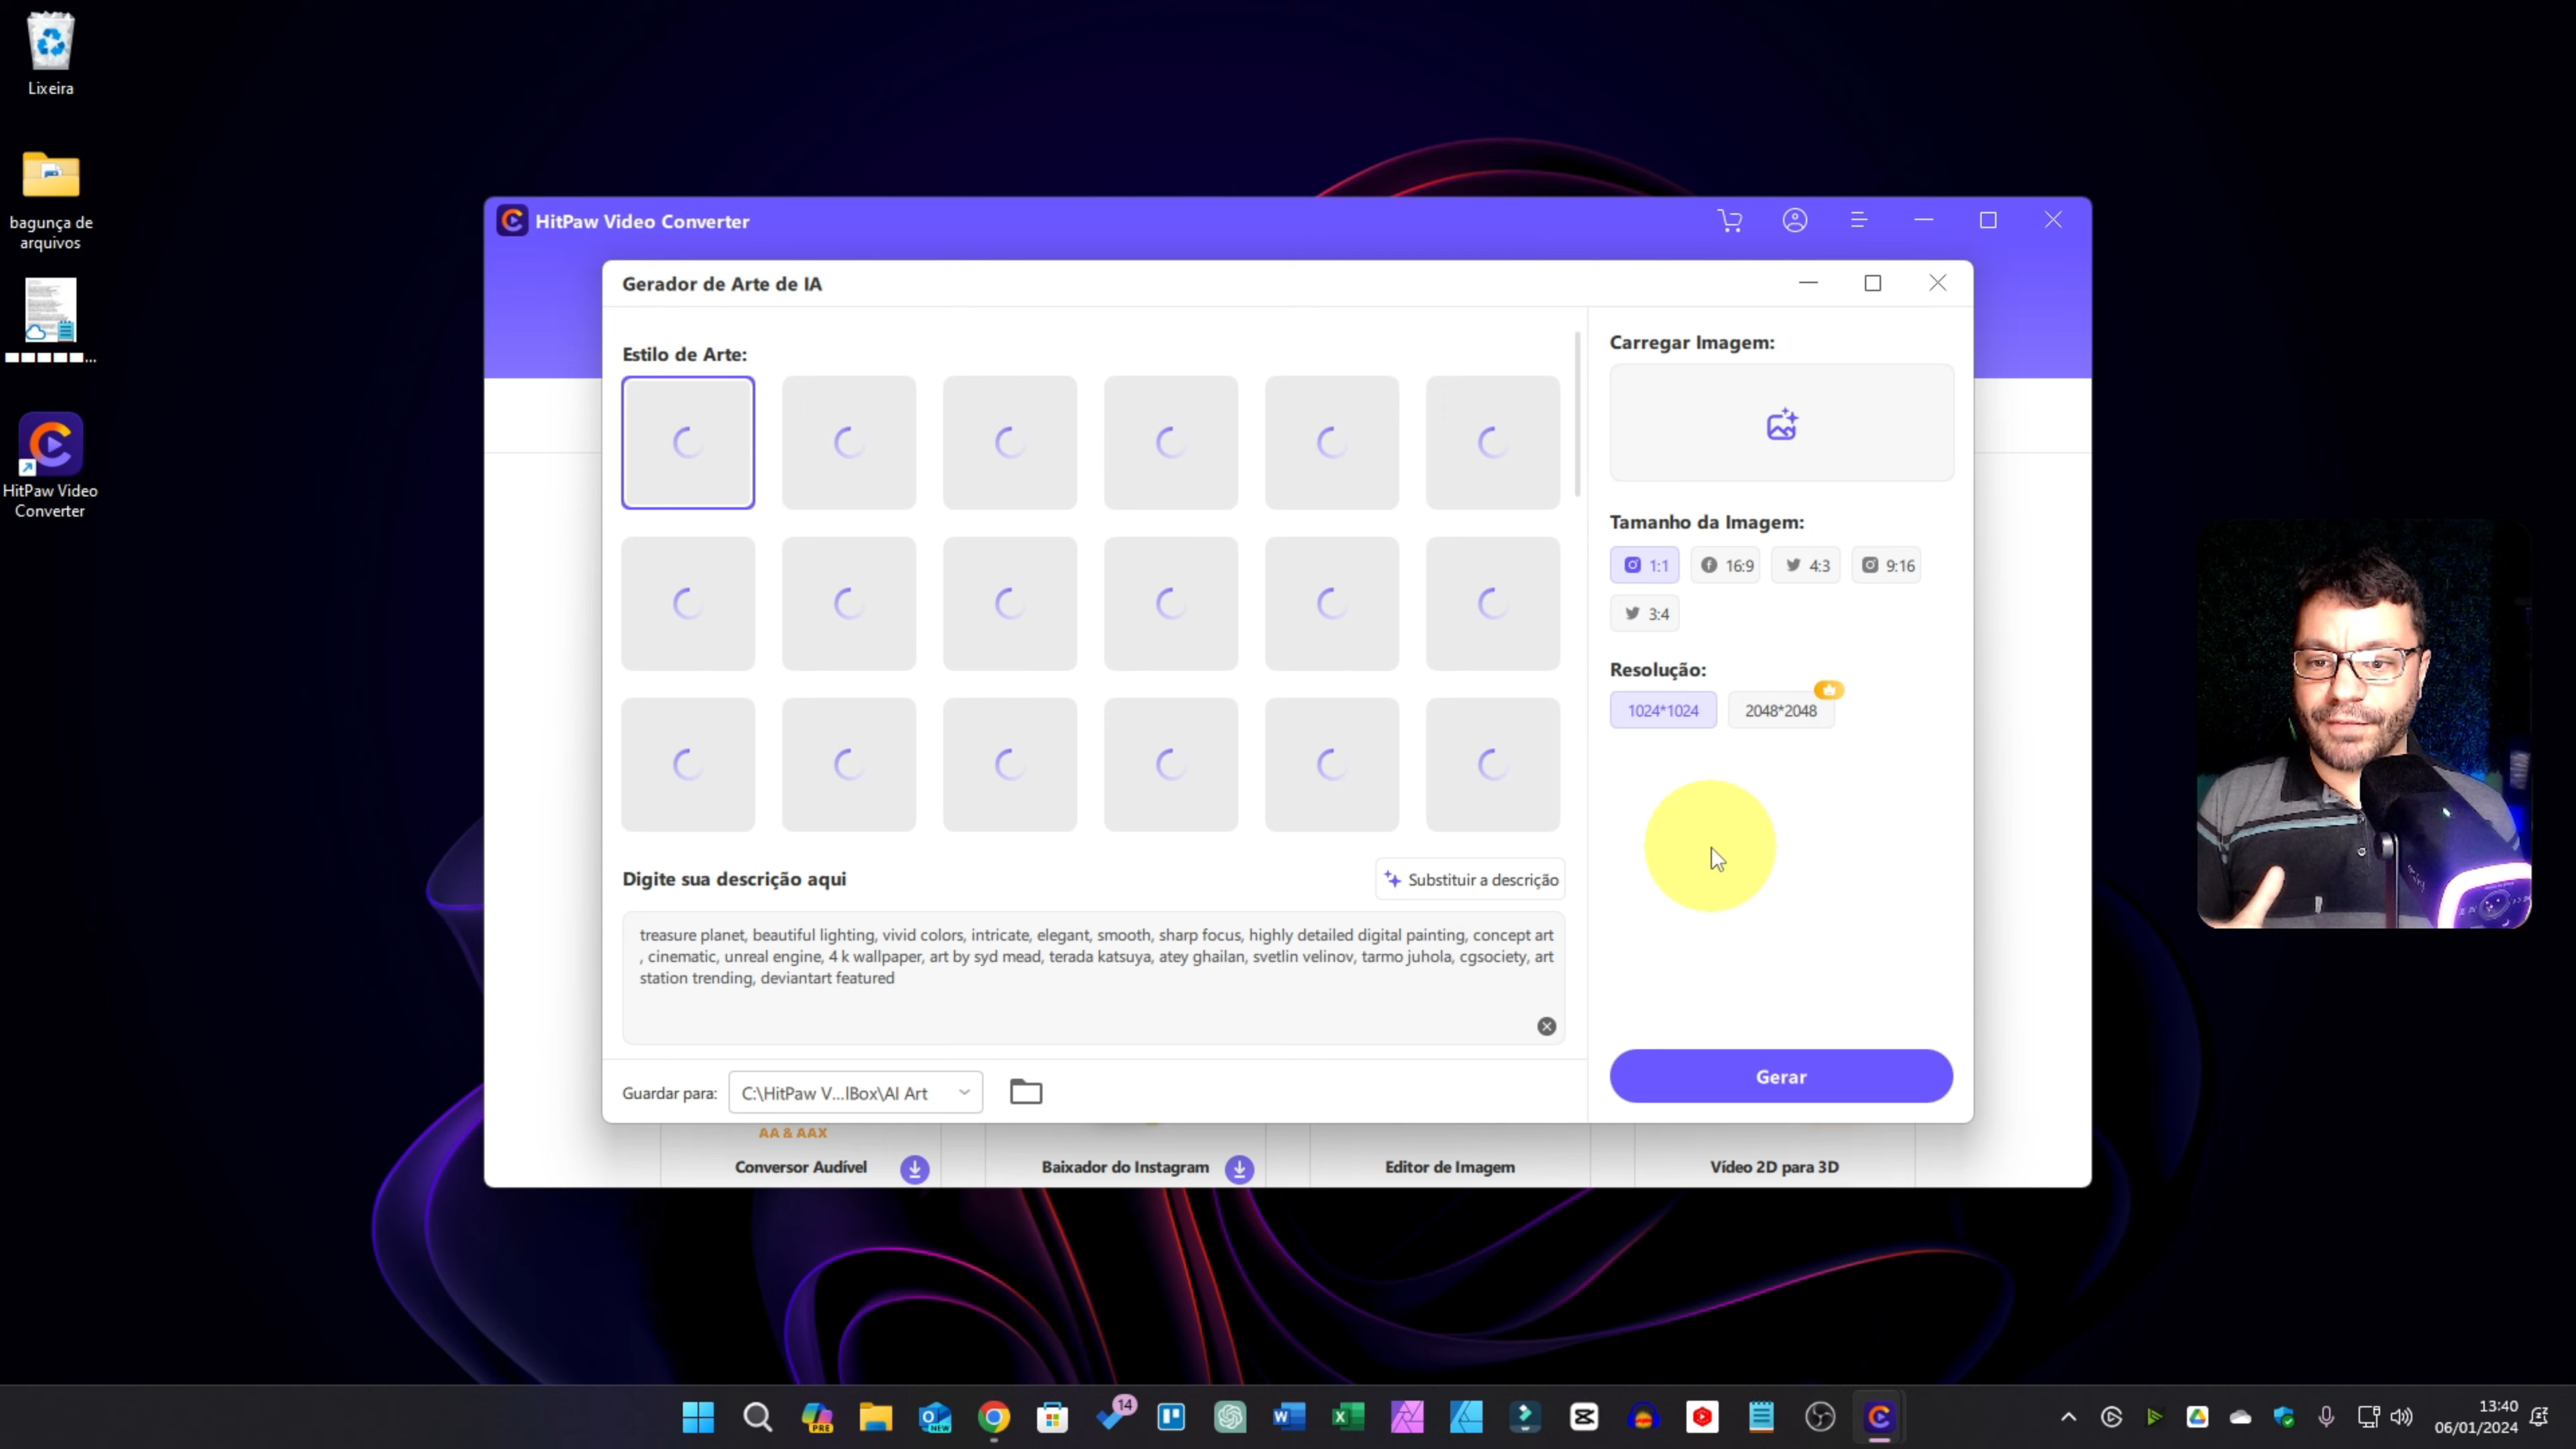 Lixeira
bagunça de
arquivos
HitPaw Video
Converter
HitPaw Video Converter
Gerador de Arte de IA
Estilo de Arte:
Carregar Imagem:
Tamanho da Imagem:
1:1
16:9
4:3
9:16
3:4
Resolução:
1024*1024
2048*2048
Digite sua descrição aqui
Substituir a descrição
treasure planet, beautiful lighting, vivid colors, intricate, elegant, smooth, sharp focus, highly detailed digital painting, concept art
, cinematic, unreal engine, 4 k wallpaper, art by syd mead, terada katsuya, atey ghailan, svetlin velinov, tarmo juhola, cgsociety, art
station trending, deviantart featured
Guardar para:
C:\HitPaw V...lBox\AI Art
Gerar
AA & AAX
Conversor Audível
Baixador do Instagram
Editor de Imagem
Vídeo 2D para 3D
PRE
NEW
14
13:40
06/01/2024